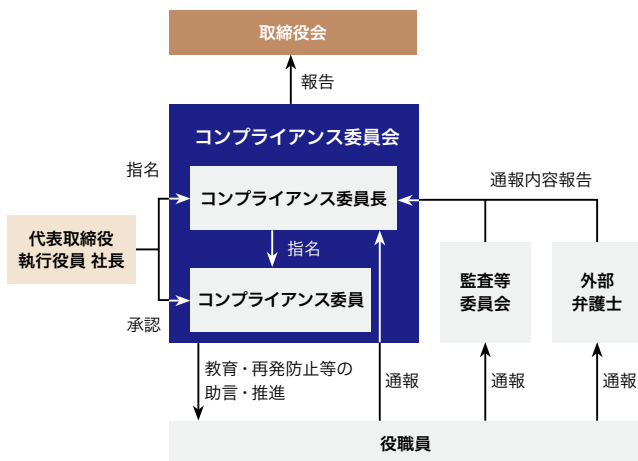 取締役会
報告
コンプライアンス委員会
指名
コンプライアンス委員長
通報内容報告
代表取締役
執行役員 社長
指名
コンプライアンス委員
監査等
委員会
外部
弁護士
承認
教育・再発防止等の
助言・推進
通報
通報
通報
役職員